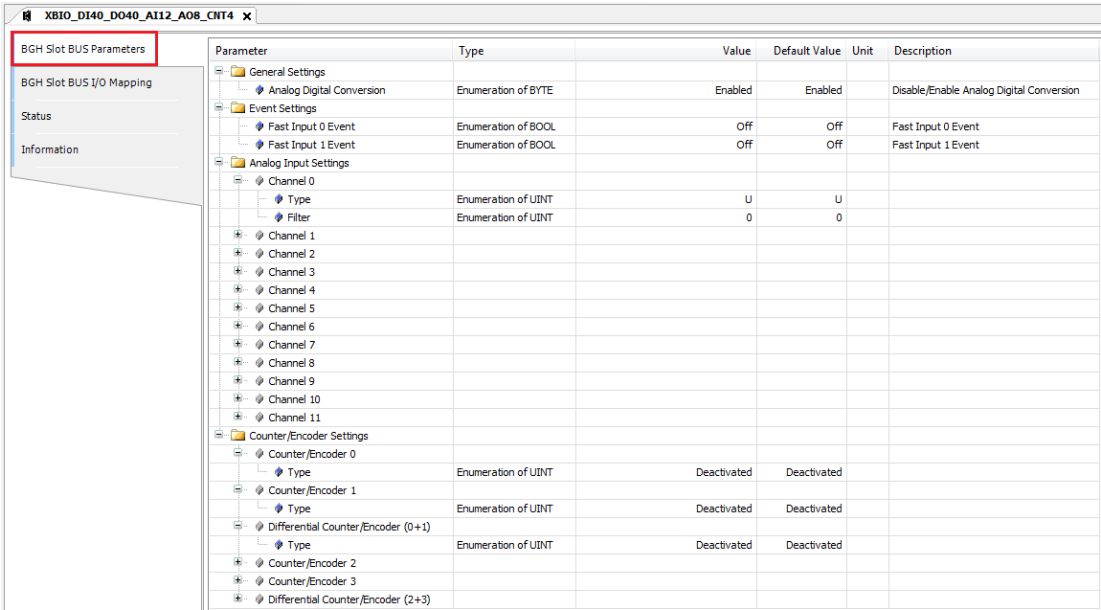 XBIO_DI40_DO40_AI12_AO8_CNT4 x
BGH Slot BUS Parameters
BGH Slot BUS I/O Mapping
Status
Information
Parameter Type Value Default Value Unit Description
General Settings
Analog Digital Conversion Enumeration of BYTE Enabled Enabled Disable/Enable Analog Digital Conversion
Event Settings
Fast Input 0 Event Enumeration of BOOL Off Off Fast Input 0 Event
Fast Input 1 Event Enumeration of BOOL Off Off Fast Input 1 Event
Analog Input Settings
Channel 0
Type Enumeration of UINT U U
Filter Enumeration of UINT 0 0
Channel 1
Channel 2
Channel 3
Channel 4
Channel 5
Channel 6
Channel 7
Channel 8
Channel 9
Channel 10
Channel 11
Counter/Encoder Settings
Counter/Encoder 0
Type Enumeration of UINT Deactivated Deactivated
Counter/Encoder 1
Type Enumeration of UINT Deactivated Deactivated
Differential Counter/Encoder (0+1)
Type Enumeration of UINT Deactivated Deactivated
Counter/Encoder 2
Counter/Encoder 3
Differential Counter/Encoder (2+3)